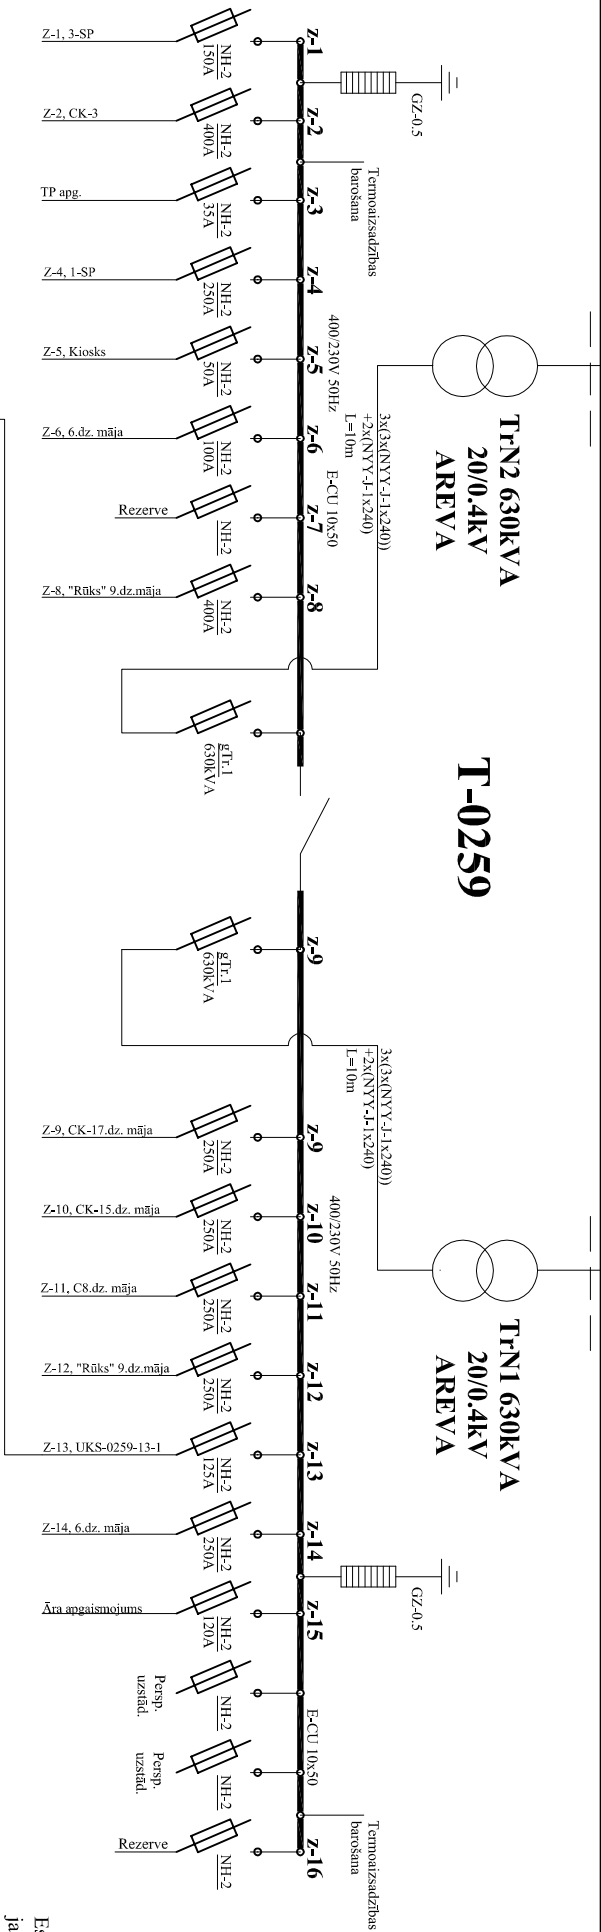 Z-1, 3-SP
NH-2
150A
z-1
GZ-0.5
Z-2, CK-3
NH-2
400A
z-2
Termoaizsadzības
barošana
TP apg.
NH-2
35A
z-3
Z-4, 1-SP
NH-2
250A
z-4
400/230V 50Hz
Z-5, Kiosks
NH-2
50A
z-5
3x(3x(NYY-J-1x240))
+2x(NYY-J-1x240)
L=10m
TrN2 630kVA
20/0.4kV
AREVA
Z-6, 6.dz. māja
NH-2
100A
z-6
E-CU 10x50
Rezerve
NH-2
z-7
Z-8, "Rūks" 9.dz.māja
NH-2
400A
z-8
gTr.1
630kVA
T-0259
z-9
gTr.1
630kVA
3x(3x(NYY-J-1x240))
+2x(NYY-J-1x240)
L=10m
Z-9, CK-17.dz. māja
NH-2
250A
z-9
400/230V 50Hz
Z-10, CK-15.dz. māja
NH-2
250A
z-10
Z-11, C8.dz. māja
NH-2
250A
z-11
TrN1 630kVA
20/0.4kV
AREVA
Z-12, "Rūks" 9.dz.māja
NH-2
250A
z-12
Z-13, UKS-0259-13-1
NH-2
125A
z-13
Z-14, 6.dz. māja
NH-2
250A
z-14
GZ-0.5
Āra apgaismojums
NH-2
120A
z-15
Persp.
uzstād.
NH-2
E-CU 10x50
Persp.
uzstād.
NH-2
Termoaizsadzības
barošana
Rezerve
NH-2
z-16
Es
ja